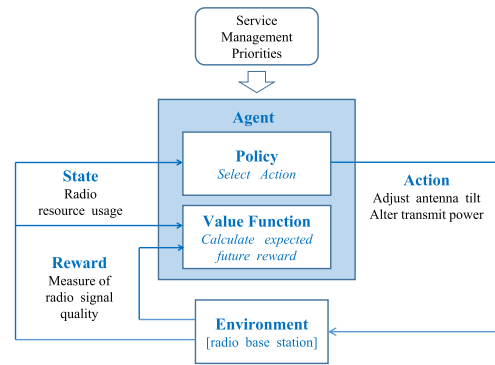 Service
Management
Priorities
Agent
Policy
Select Action
State
Radio
resource usage
Action
Adjust antenna tilt
Alter transmit power
Value Function
Calculate expected
future reward
Reward
Measure of
radio signal
quality
Environment
[radio base station]